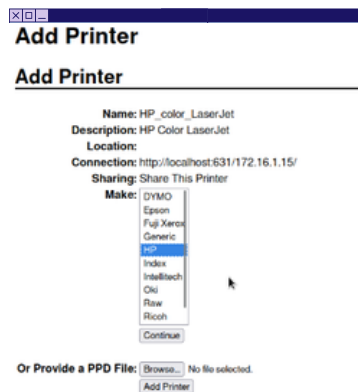 Add Printer
Add Printer
Name: HP_color_LaserJet
Description: HP Color LaserJet
Location:
Connection: http://localhost:631/172.16.1.15/
Sharing: Share This Printer
Make: DYMO
Epson
Fuji Xerox
Generic
HP
Index
Intellitech
Oki
Raw
Ricoh
Continue
Or Provide a PPD File: Browse... No file selected.
Add Printer